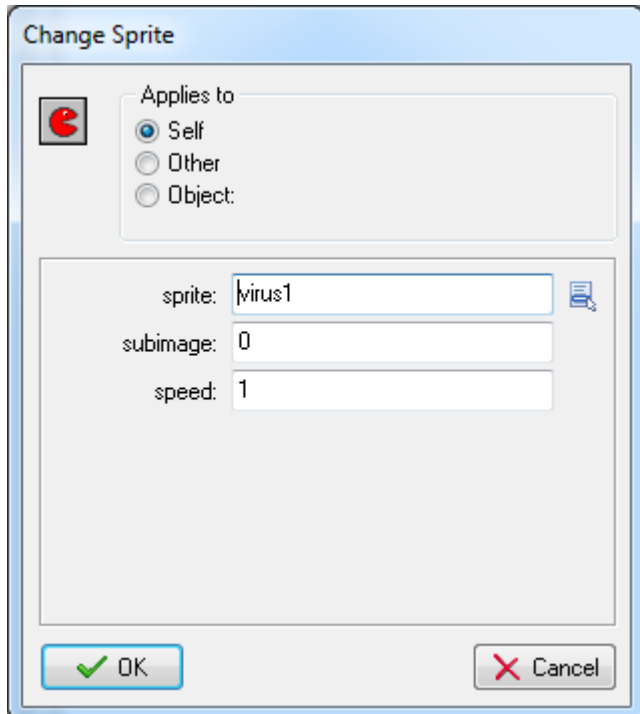 Change Sprite
Applies to
Self
Other
Object:
sprite: virus1
subimage: 0
speed: 1
OK Cancel